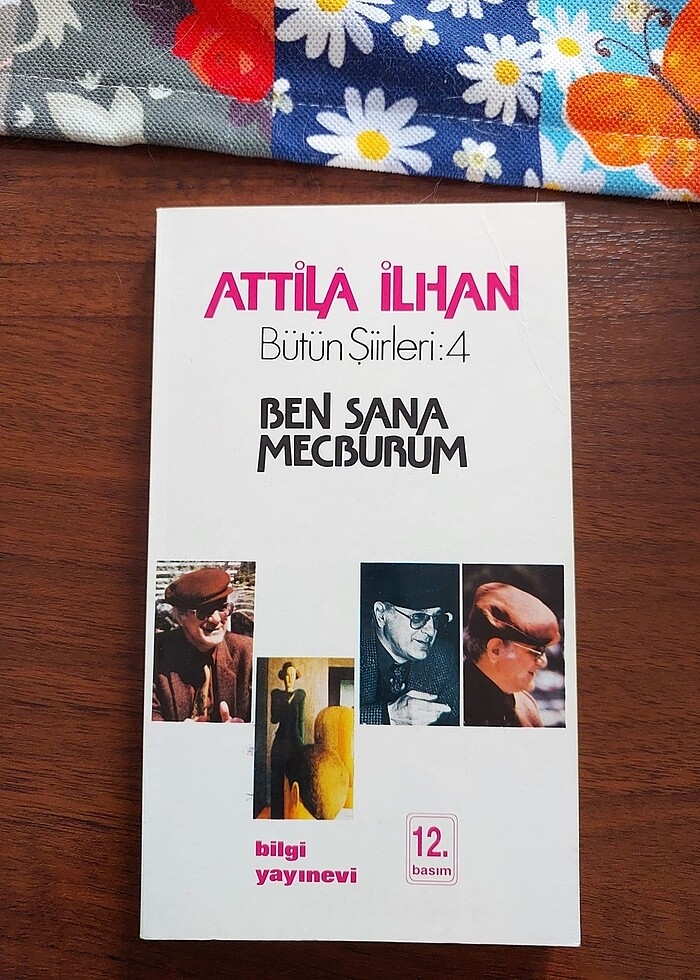 ATTİLÂ İLHAN
Bütün Şiirleri:4
BEN SANA
MECBURUM
bilgi
yayınevi
12.
basım